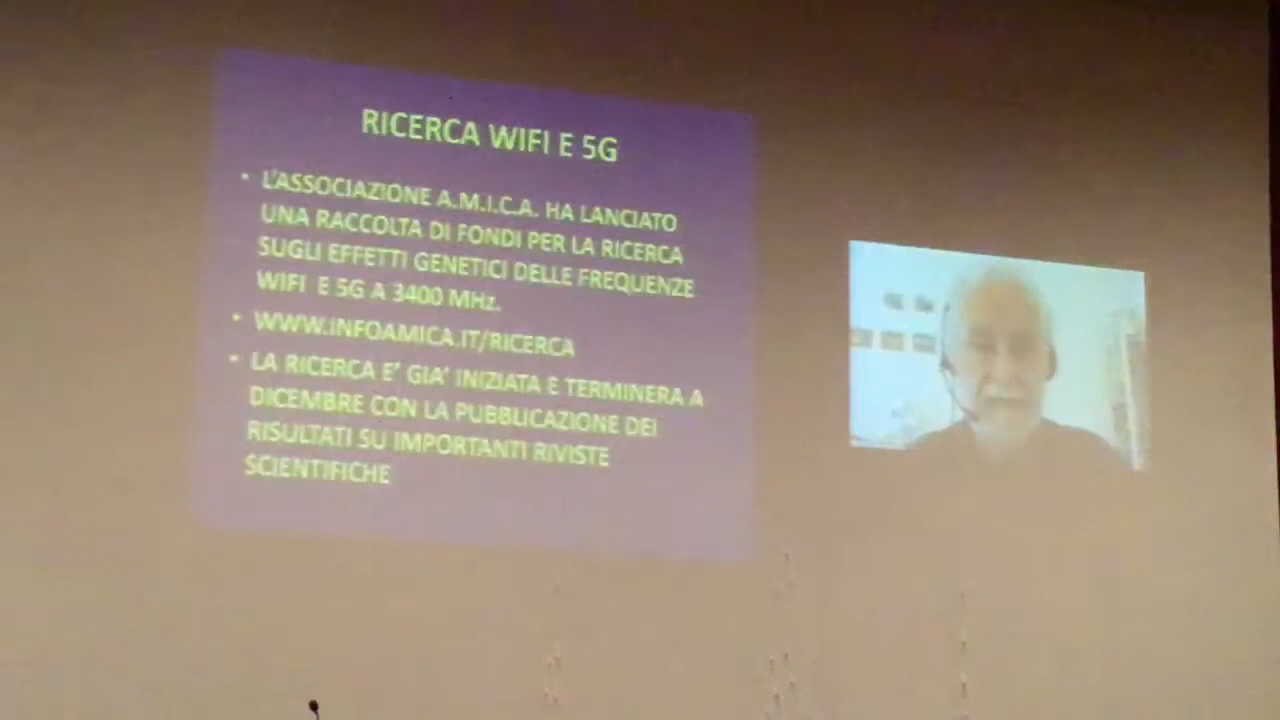 RICERCA WIFI E 5G
• L'ASSOCIAZIONE A.M.I.C.A. HA LANCIATO
UNA RACCOLTA DI FONDI PER LA RICERCA
SUGLI EFFETTI GENETICI DELLE FREQUENZE
WIFI E 5G A 3400 MHz.
• WWW.INFOAMICA.IT/RICERCA
• LA RICERCA E' GIA' INIZIATA E TERMINERA A
DICEMBRE CON LA PUBBLICAZIONE DEI
RISULTATI SU IMPORTANTI RIVISTE
SCIENTIFICHE